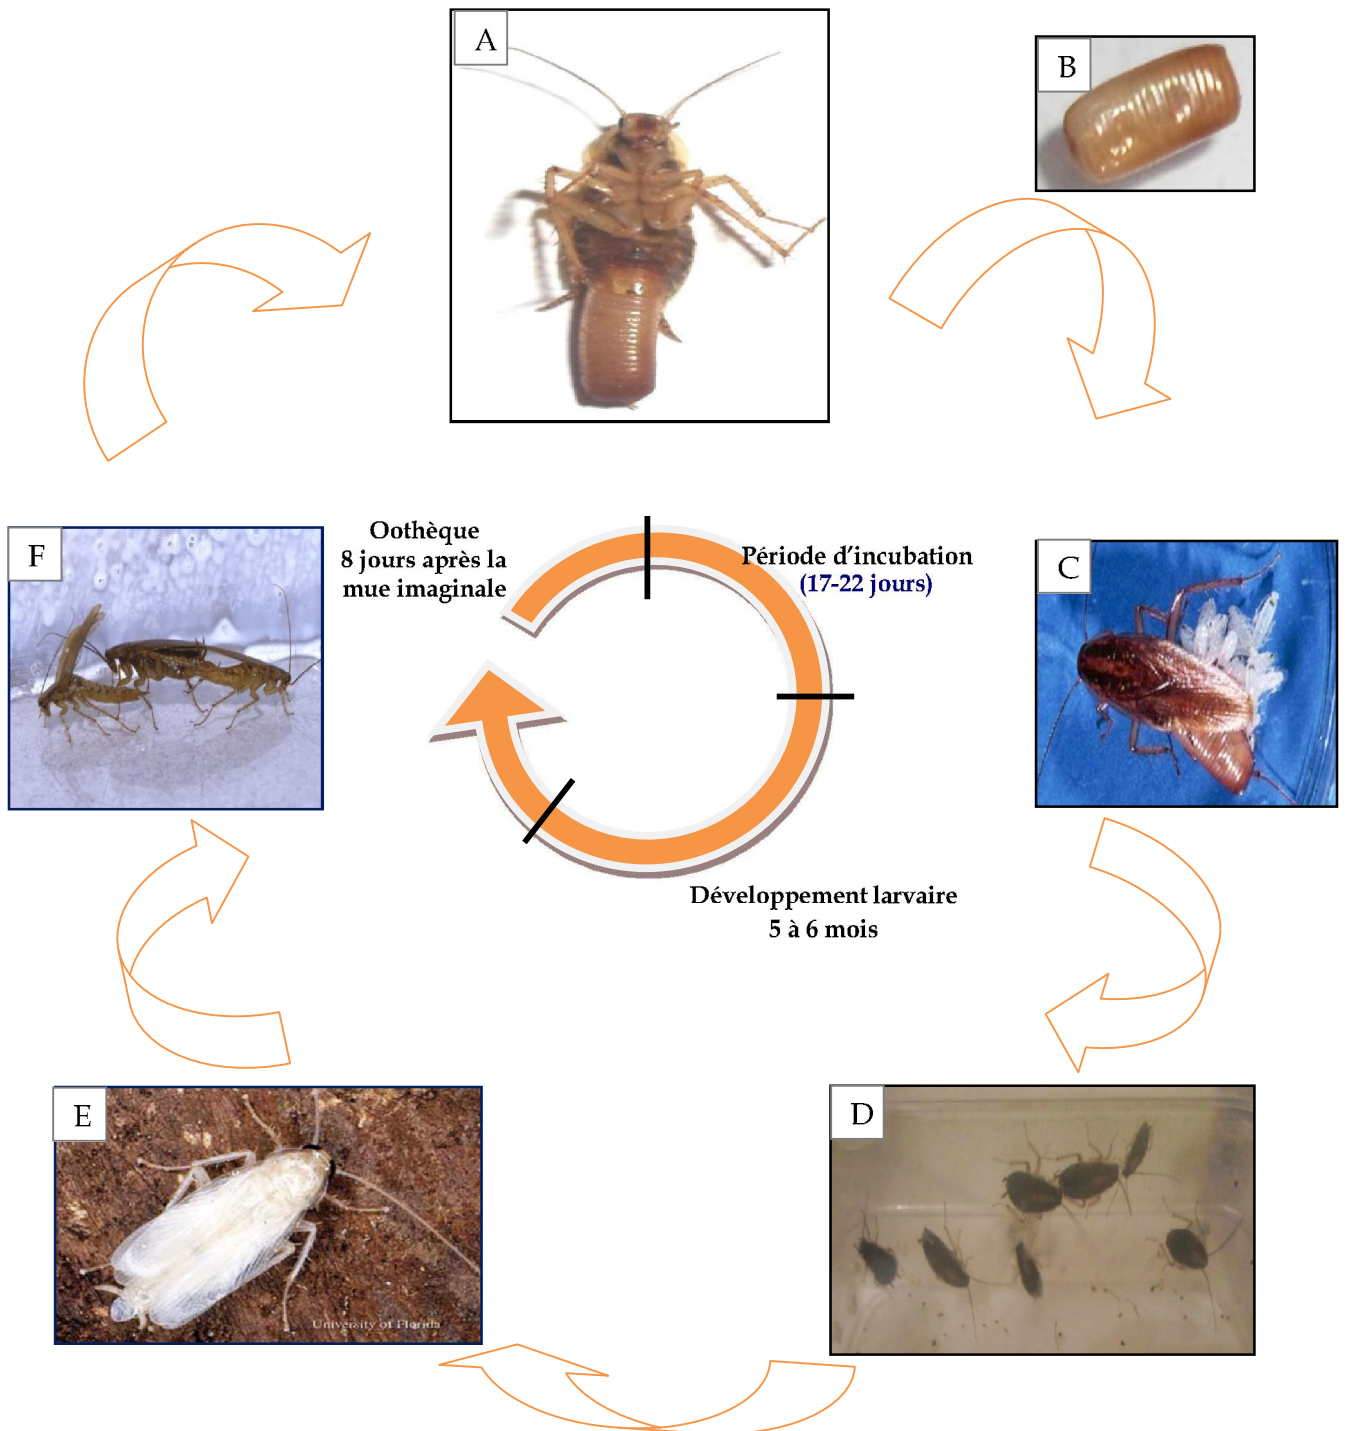 A
B
F
Oothèque
8 jours après la
mue imaginale
Période d'incubation
(17-22 jours)
C
Développement larvaire
5 à 6 mois
E
D
University of Florida